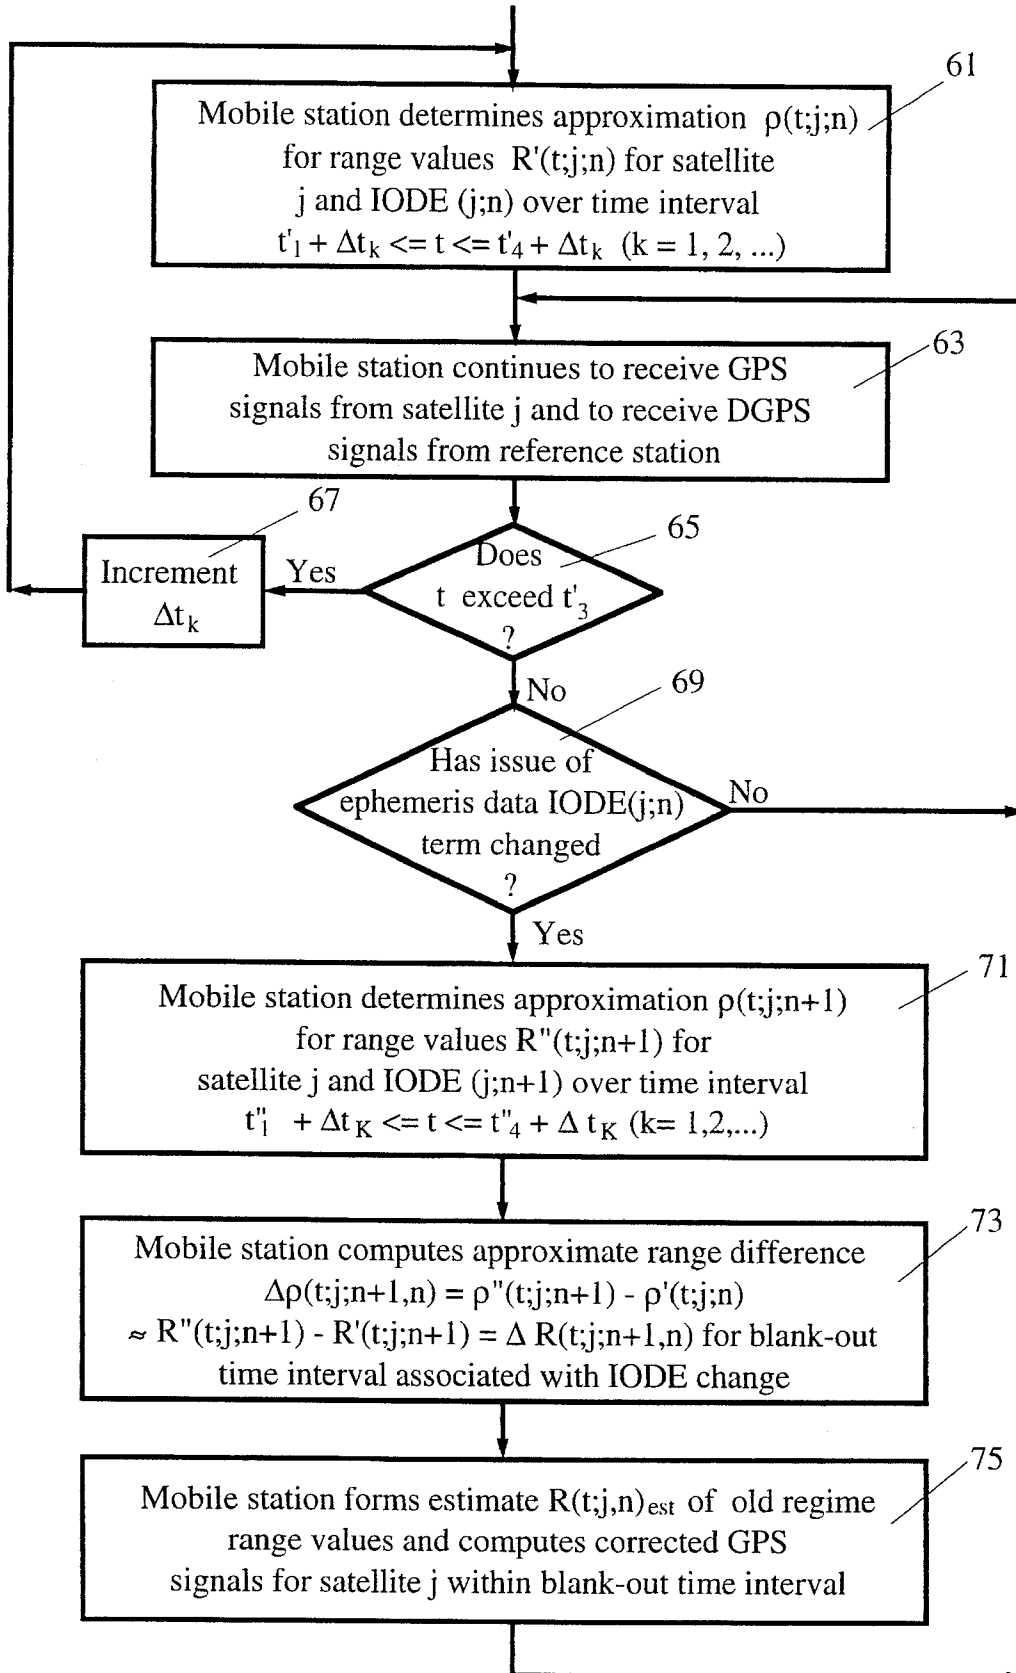 61
Mobile station determines approximation ρ(t;j;n)
for range values R'(t;j;n) for satellite
j and IODE (j;n) over time interval
t'1 + Δtk <= t <= t'4 + Δtk (k = 1, 2, ...)
63
Mobile station continues to receive GPS
signals from satellite j and to receive DGPS
signals from reference station
67
Increment
Δtk
Yes
65
Does
t exceed t'3
?
No
69
Has issue of
ephemeris data IODE(j;n)
term changed
?
No
Yes
71
Mobile station determines approximation ρ(t;j;n+1)
for range values R"(t;j;n+1) for
satellite j and IODE (j;n+1) over time interval
t"1 + ΔtK <= t <= t"4 + Δ tK (k= 1,2,...)
73
Mobile station computes approximate range difference
Δρ(t;j;n+1,n) = ρ"(t;j;n+1) - ρ'(t;j;n)
≈ R"(t;j;n+1) - R'(t;j;n+1) = Δ R(t;j;n+1,n) for blank-out
time interval associated with IODE change
75
Mobile station forms estimate R(t;j,n)est of old regime
range values and computes corrected GPS
signals for satellite j within blank-out time interval